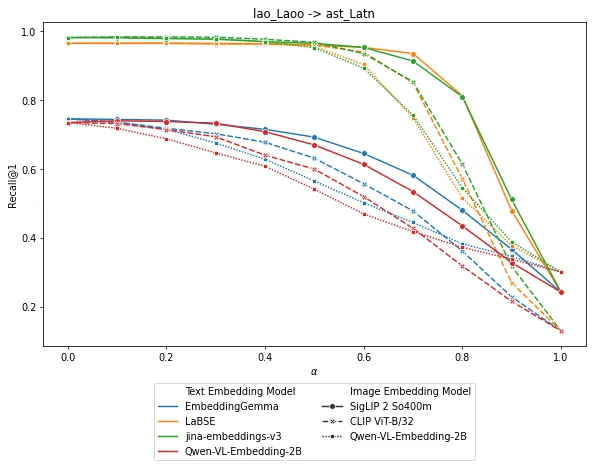 lao_Laoo -> ast_Latn
Recall@1
1.0
0.8
0.6
0.4
0.2
0.0 0.2 0.4 0.6 0.8 1.0
α
Text Embedding Model
EmbeddingGemma
LaBSE
jina-embeddings-v3
Qwen-VL-Embedding-2B
Image Embedding Model
SigLIP 2 So400m
CLIP ViT-B/32
Qwen-VL-Embedding-2B